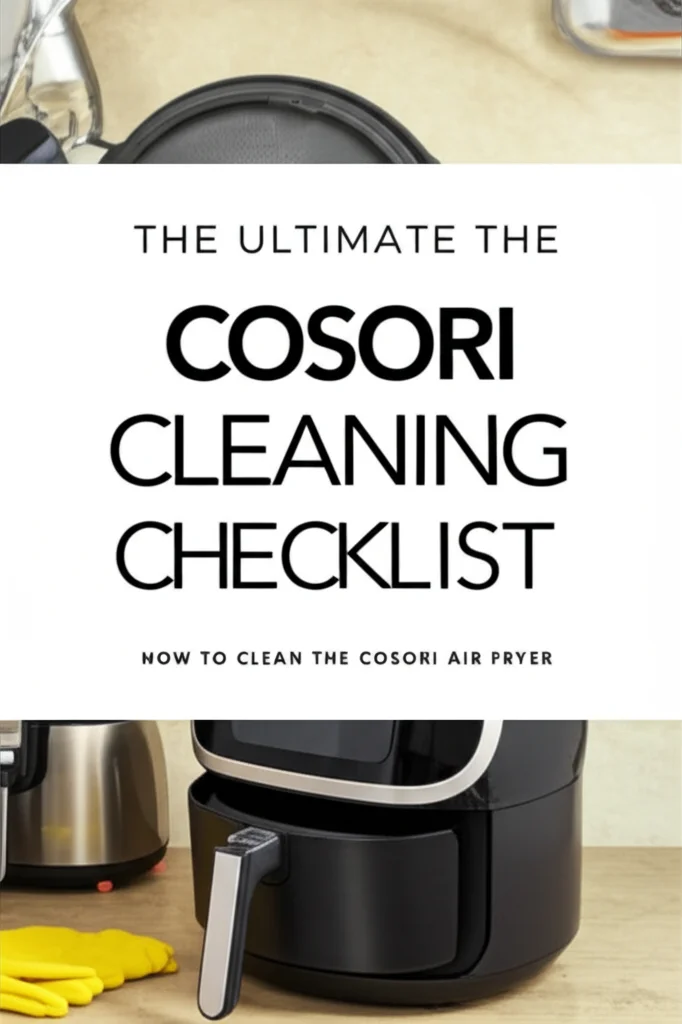 THE ULTIMATE THE
COSORI
CLEANING
CHECKLIST
NOW TO CLEAN THE COSORI AIR PRYER